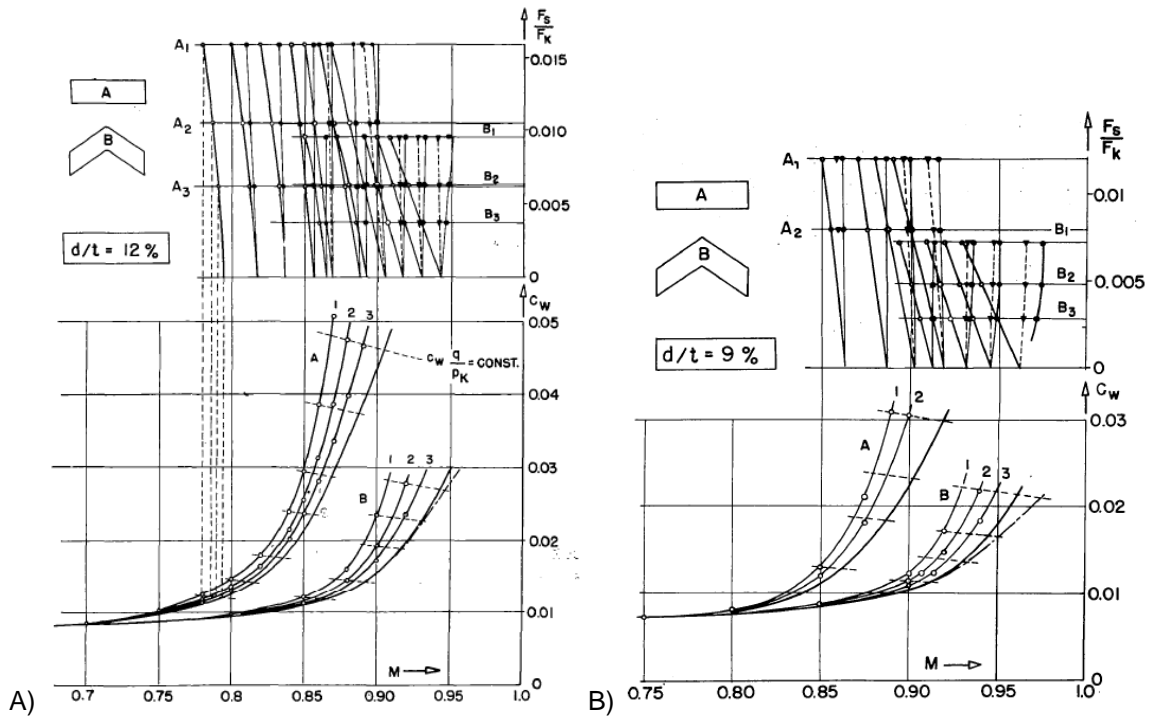 F_S/F_K
A₁
0.015
A
A₂
0.010
B₁
B
B₂
A₃
0.005
B₃
d/t = 12 %
0
C_W
0.05
1 2 3
A
C_W q/p_K = CONST.
0.04
0.03
1 2 3
B
0.02
0.01
M
0
0.7 0.75 0.8 0.85 0.90 0.95 1.0
A)
F_S/F_K
A₁
0.01
A
A₂
B₁
B
B₂
0.005
B₃
d/t = 9 %
0
C_W
1 2
0.03
A
1 2 3
B
0.02
0.01
M
0
0.75 0.80 0.85 0.90 0.95 1.0
B)